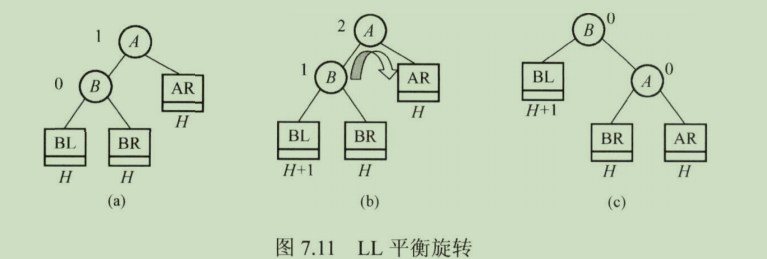 1 A
0 B AR
H
BL BR
H H
(a)
2 A
1 B AR
H
BL BR
H+1 H
(b)
B 0
BL A 0
H+1
BR AR
H H
(c)
图 7.11 LL 平衡旋转